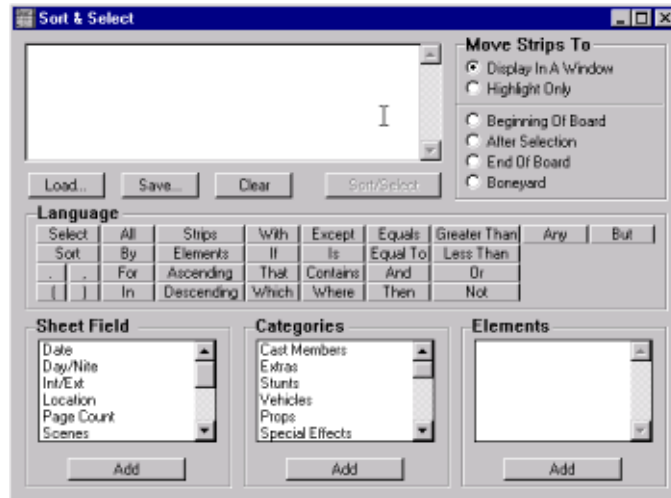 Sort & Select
Move Strips To
Display In A Window
Highlight Only
Beginning Of Board
After Selection
End Of Board
Boneyard
Load... Save... Clear Sort/Select
Language
Select All Strips With Except Equals Greater Than Any But
Sort By Elements If Is Equal To Less Than
. , For Ascending That Contains And Or
( ) In Descending Which Where Then Not
Sheet Field
Date
Day/Nite
Int/Ext
Location
Page Count
Scenes
Add
Categories
Cast Members
Extras
Stunts
Vehicles
Props
Special Effects
Add
Elements
Add